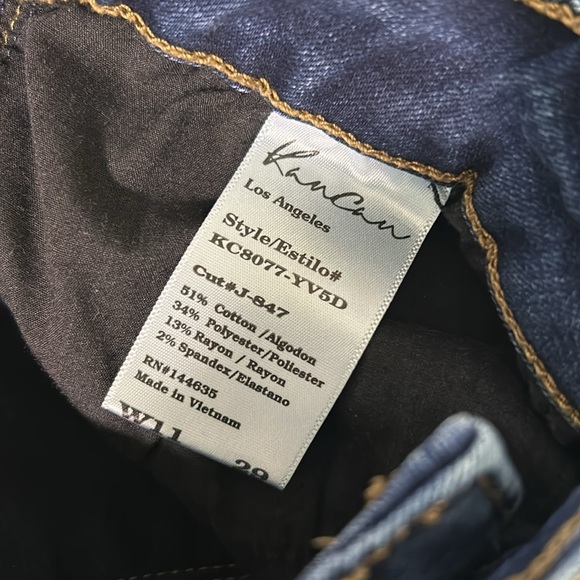 KanCan
Los Angeles
Style/Estilo#
KC8077-YV5D
Cut#J-847
51% Cotton /Algodon
34% Polyester/Poliester
13% Rayon / Rayon
2% Spandex/Elastano
RN#144635
Made in Vietnam